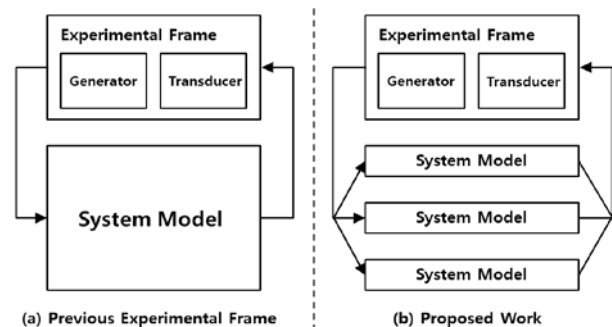 Experimental Frame
Generator
Transducer
System Model
(a) Previous Experimental Frame
Experimental Frame
Generator
Transducer
System Model
System Model
System Model
(b) Proposed Work